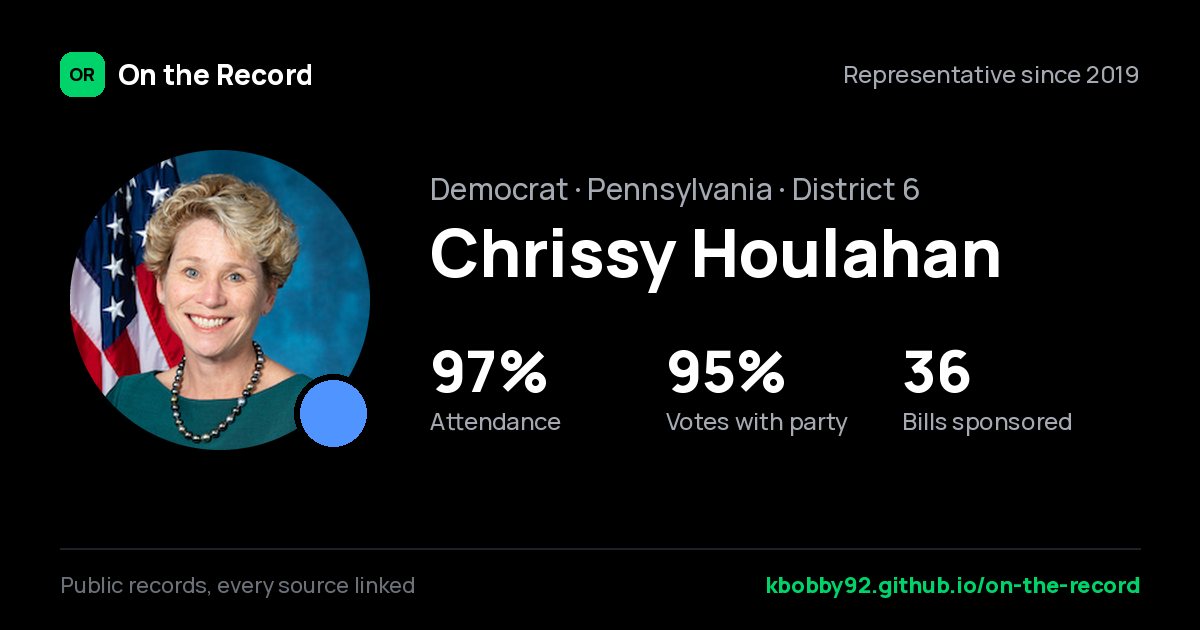 OR On the Record
Representative since 2019
Democrat · Pennsylvania · District 6
Chrissy Houlahan
97% 95% 36
Attendance Votes with party Bills sponsored
Public records, every source linked
kbobby92.github.io/on-the-record